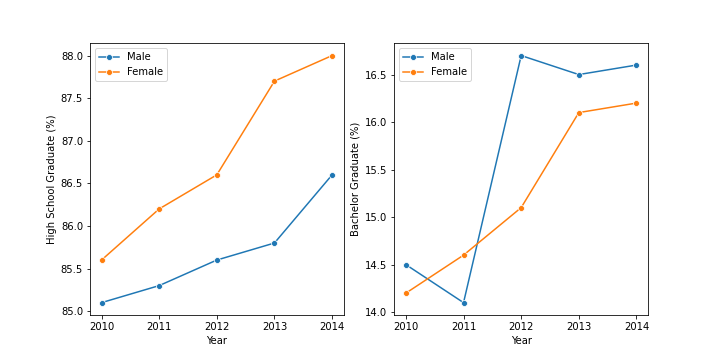 Male
Female
88.0
87.5
87.0
86.5
86.0
85.5
85.0
High School Graduate (%)
2010 2011 2012 2013 2014
Year
Male
Female
16.5
16.0
15.5
15.0
14.5
14.0
Bachelor Graduate (%)
2010 2011 2012 2013 2014
Year